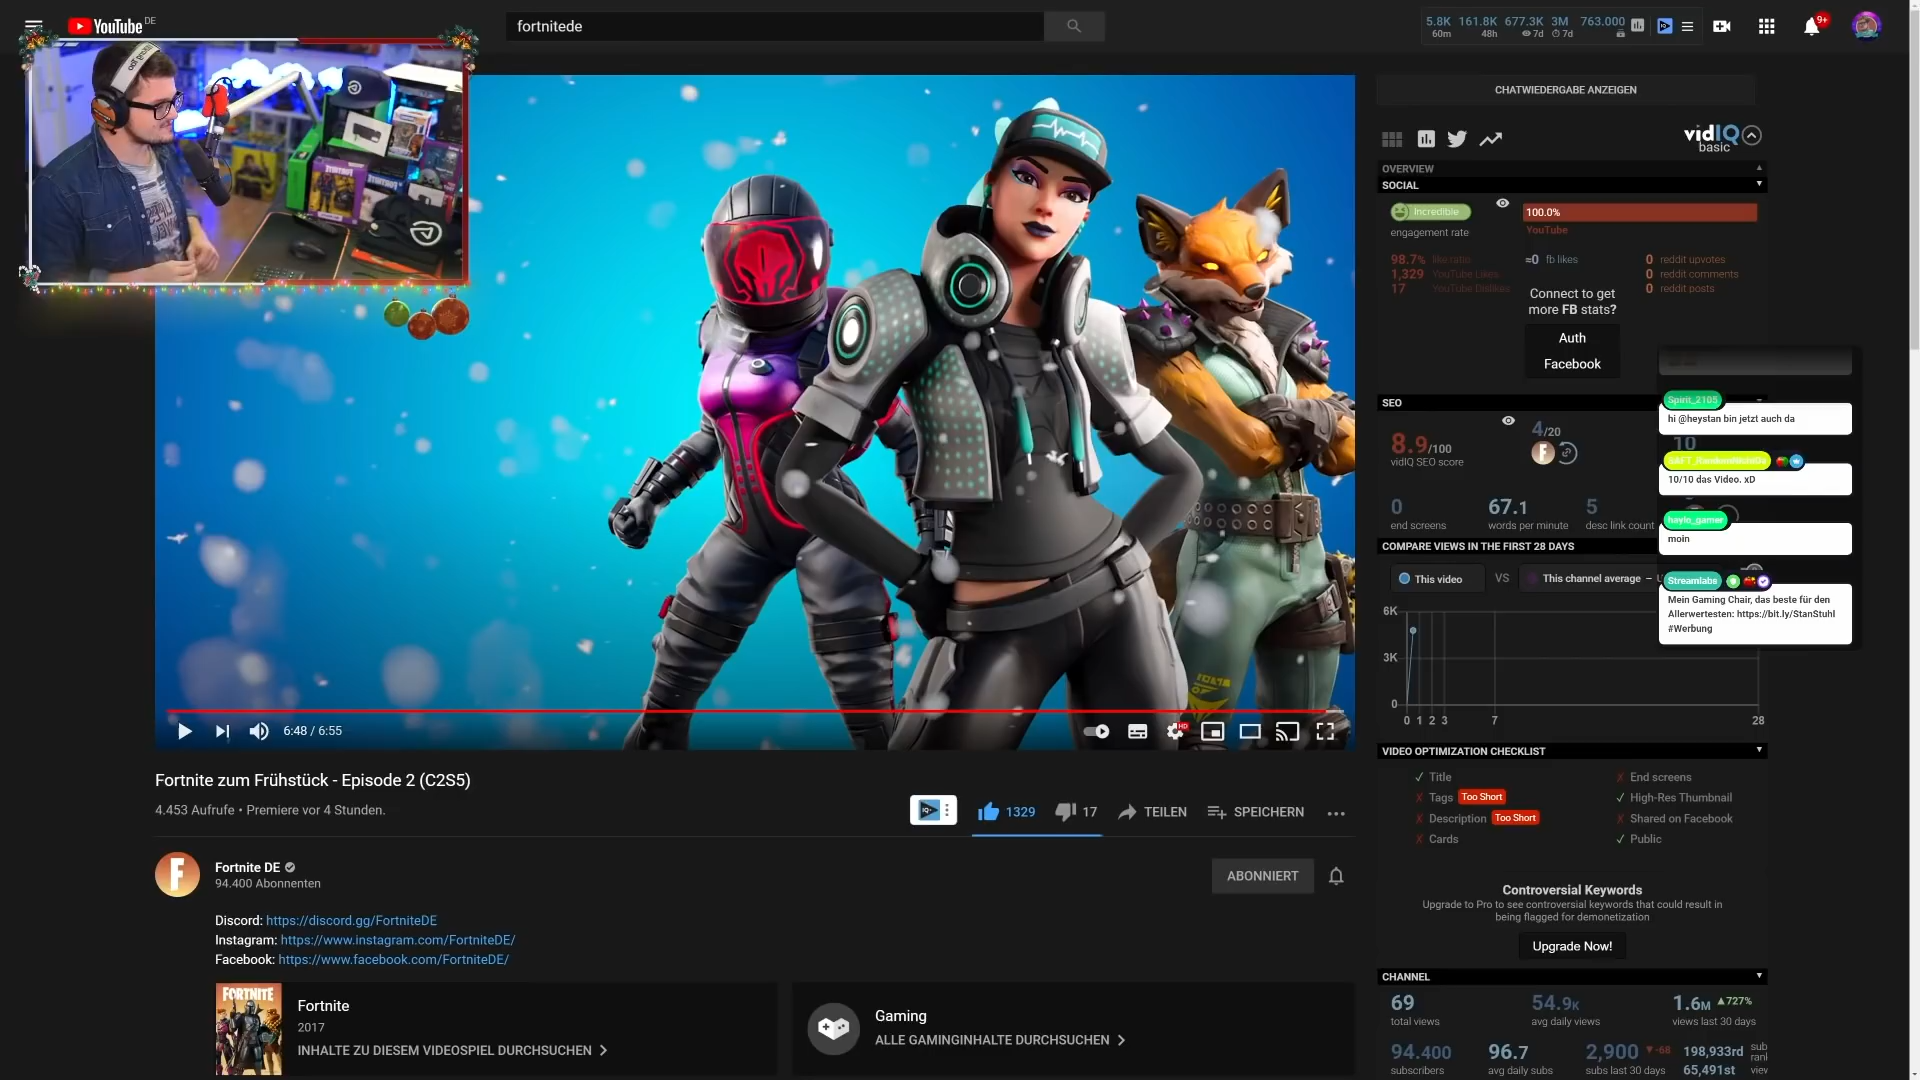 YouTube DE
fortnitede
5.8K 161.8K 677.3K 3M 763.000
60m 48h 7d 7d
9+
CHATWIEDERGABE ANZEIGEN
vidIQ
basic
OVERVIEW
SOCIAL
Incredible
engagement rate
100.0%
YouTube
98.7% like ratio
1,329 YouTube Likes
17 YouTube Dislikes
≈0 fb likes
0 reddit upvotes
0 reddit comments
0 reddit posts
Connect to get
more FB stats?
Auth
Facebook
SEO
8.9/100
vidIQ SEO score
4/20
10
0
end screens
67.1
words per minute
5
desc link count
COMPARE VIEWS IN THE FIRST 28 DAYS
This video
VS
This channel average –
6K
3K
0
0 1 2 3 7 28
Spirit_2105
hi @heystan bin jetzt auch da
10/10 das Video. xD
haylo_gamer
moin
Streamlabs
Mein Gaming Chair, das beste für den
Allerwertesten: https://bit.ly/StanStuhl
#Werbung
6:48 / 6:55
HD
Fortnite zum Frühstück - Episode 2 (C2S5)
4.453 Aufrufe • Premiere vor 4 Stunden.
IQ
1329
17
TEILEN
SPEICHERN
Fortnite DE
94.400 Abonnenten
ABONNIERT
Discord: https://discord.gg/FortniteDE
Instagram: https://www.instagram.com/FortniteDE/
Facebook: https://www.facebook.com/FortniteDE/
FORTNITE
Fortnite
2017
INHALTE ZU DIESEM VIDEOSPIEL DURCHSUCHEN
Gaming
ALLE GAMINGINHALTE DURCHSUCHEN
VIDEO OPTIMIZATION CHECKLIST
✓ Title
✗ Tags Too Short
✗ Description Too Short
✗ Cards
✗ End screens
✓ High-Res Thumbnail
✗ Shared on Facebook
✓ Public
Controversial Keywords
Upgrade to Pro to see controversial keywords that could result in
being flagged for demonetization
Upgrade Now!
CHANNEL
69
total views
54.9K
avg daily views
1.6M ▲727%
views last 30 days
94.400
subscribers
96.7
avg daily subs
2,900 ▼-68
subs last 30 days
198,933rd sub rank
65,491st view